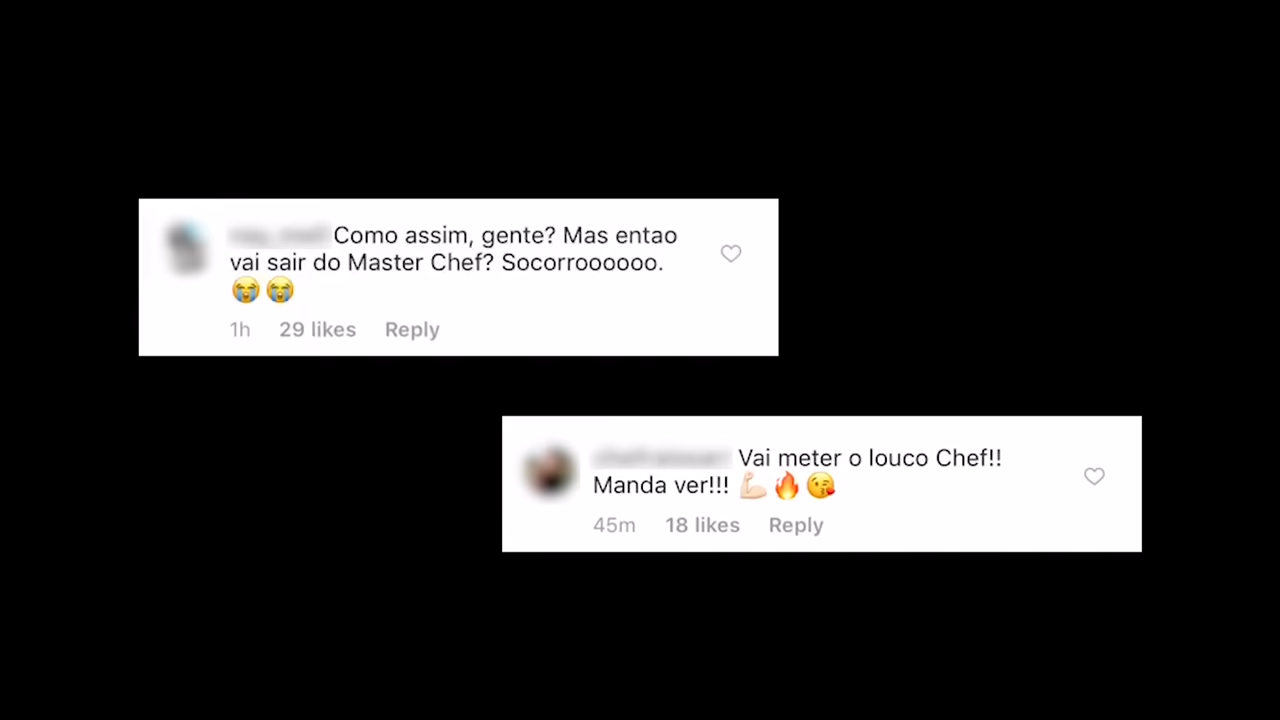 Como assim, gente? Mas entao
vai sair do Master Chef? Socorroooooo.
😭😭
1h 29 likes Reply
Vai meter o louco Chef!!
Manda ver!!! 💪🏻🔥😘
45m 18 likes Reply